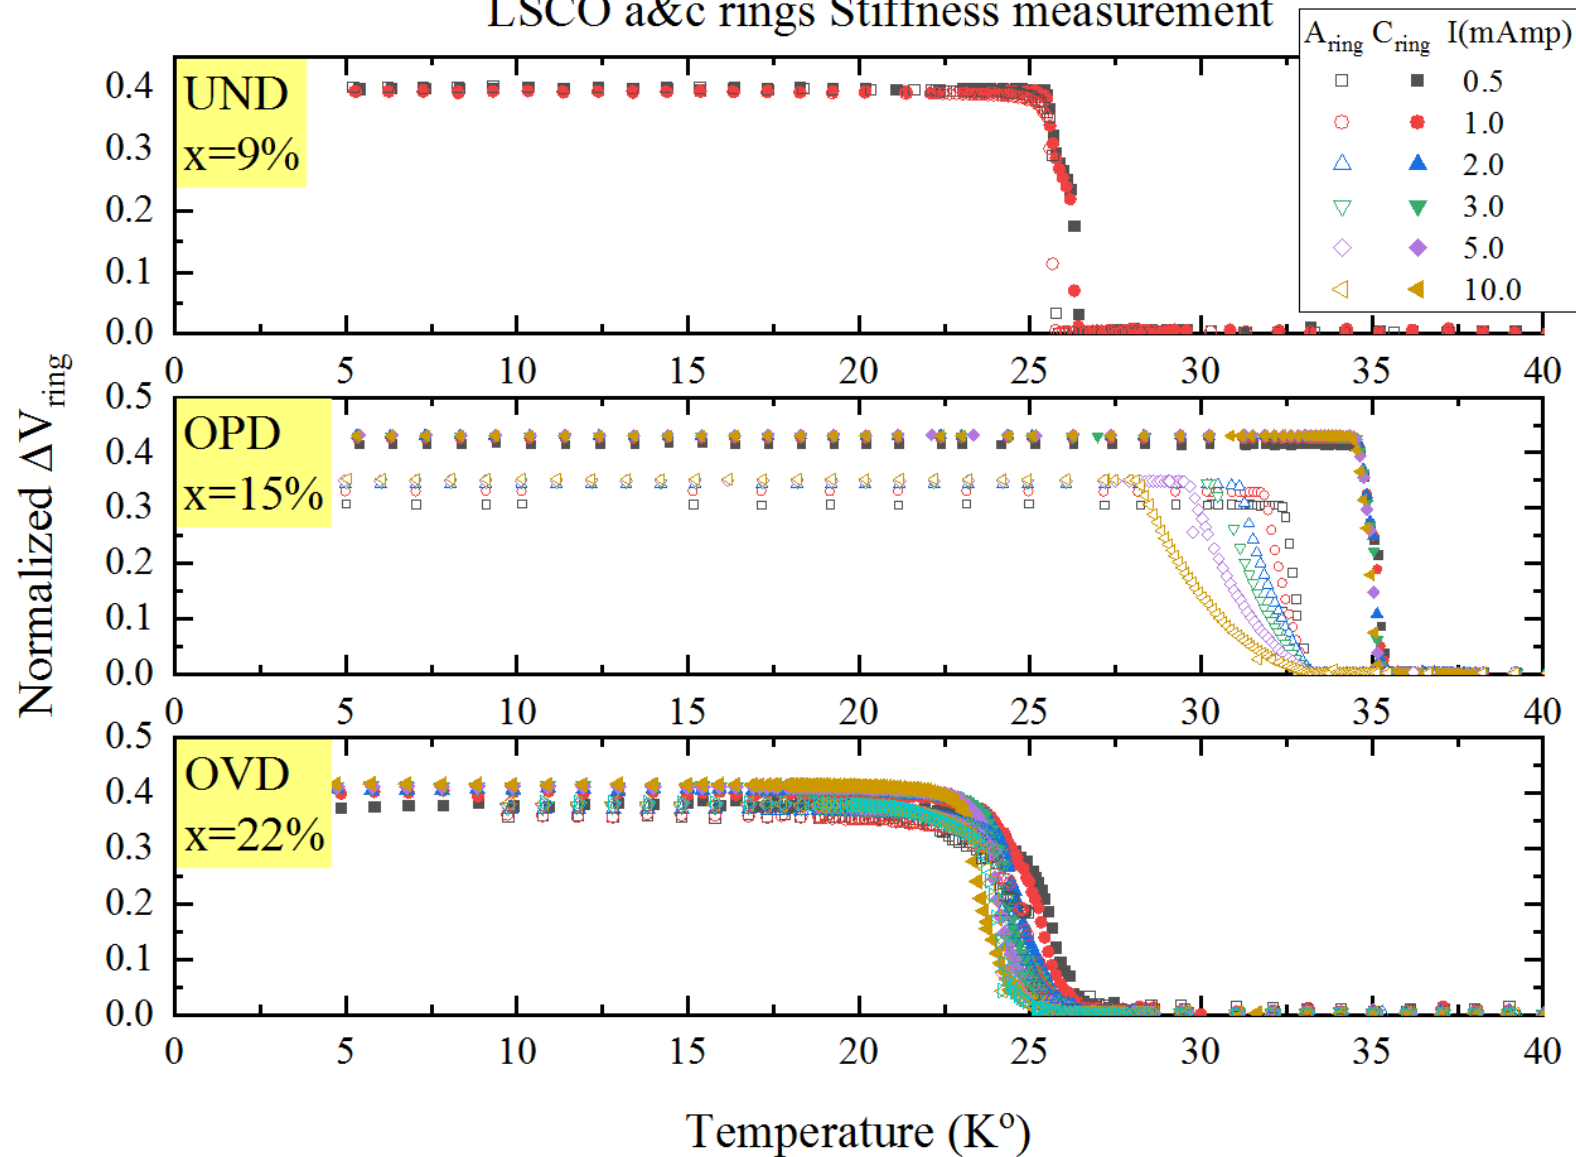 LSCO a&c rings Stiffness measurement
A_ring C_ring I(mAmp)
0.5
1.0
2.0
3.0
5.0
10.0
UND
x=9%
0.4
0.3
0.2
0.1
0.0
0 5 10 15 20 25 30 35 40
Normalized ΔV_ring
OPD
x=15%
0.5
0.4
0.3
0.2
0.1
0.0
0 5 10 15 20 25 30 35 40
OVD
x=22%
0.5
0.4
0.3
0.2
0.1
0.0
0 5 10 15 20 25 30 35 40
Temperature (Kº)